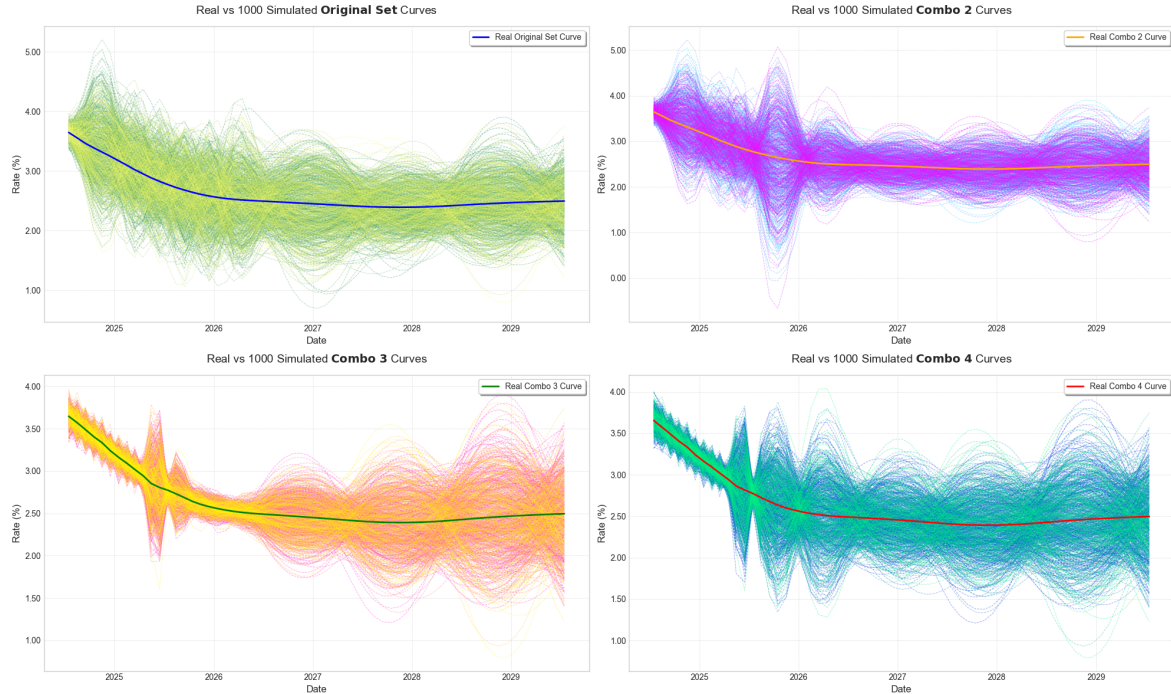 Real vs 1000 Simulated Original Set Curves
Real Original Set Curve
Rate (%)
5.00
4.00
3.00
2.00
1.00
2025 2026 2027 2028 2029
Date
Real vs 1000 Simulated Combo 2 Curves
Real Combo 2 Curve
Rate (%)
5.00
4.00
3.00
2.00
1.00
0.00
2025 2026 2027 2028 2029
Date
Real vs 1000 Simulated Combo 3 Curves
Real Combo 3 Curve
Rate (%)
4.00
3.50
3.00
2.50
2.00
1.50
1.00
2025 2026 2027 2028 2029
Date
Real vs 1000 Simulated Combo 4 Curves
Real Combo 4 Curve
Rate (%)
4.00
3.50
3.00
2.50
2.00
1.50
1.00
2025 2026 2027 2028 2029
Date